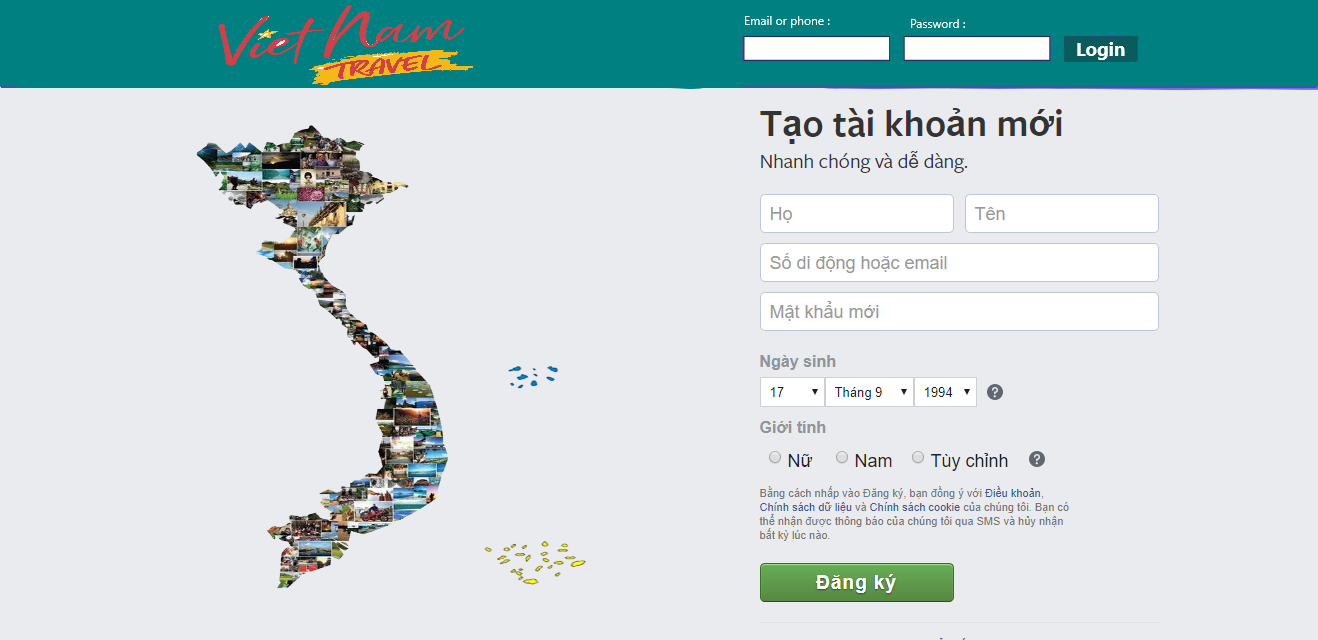 Viet Nam
TRAVEL
Email or phone :
Password :
Login
Tạo tài khoản mới
Nhanh chóng và dễ dàng.
Họ
Tên
Số di động hoặc email
Mật khẩu mới
Ngày sinh
17
Tháng 9
1994
?
Giới tính
Nữ
Nam
Tùy chỉnh
?
Bằng cách nhấp vào Đăng ký, bạn đồng ý với Điều khoản,
Chính sách dữ liệu và Chính sách cookie của chúng tôi. Bạn có
thể nhận được thông báo của chúng tôi qua SMS và hủy nhận
bất kỳ lúc nào.
Đăng ký